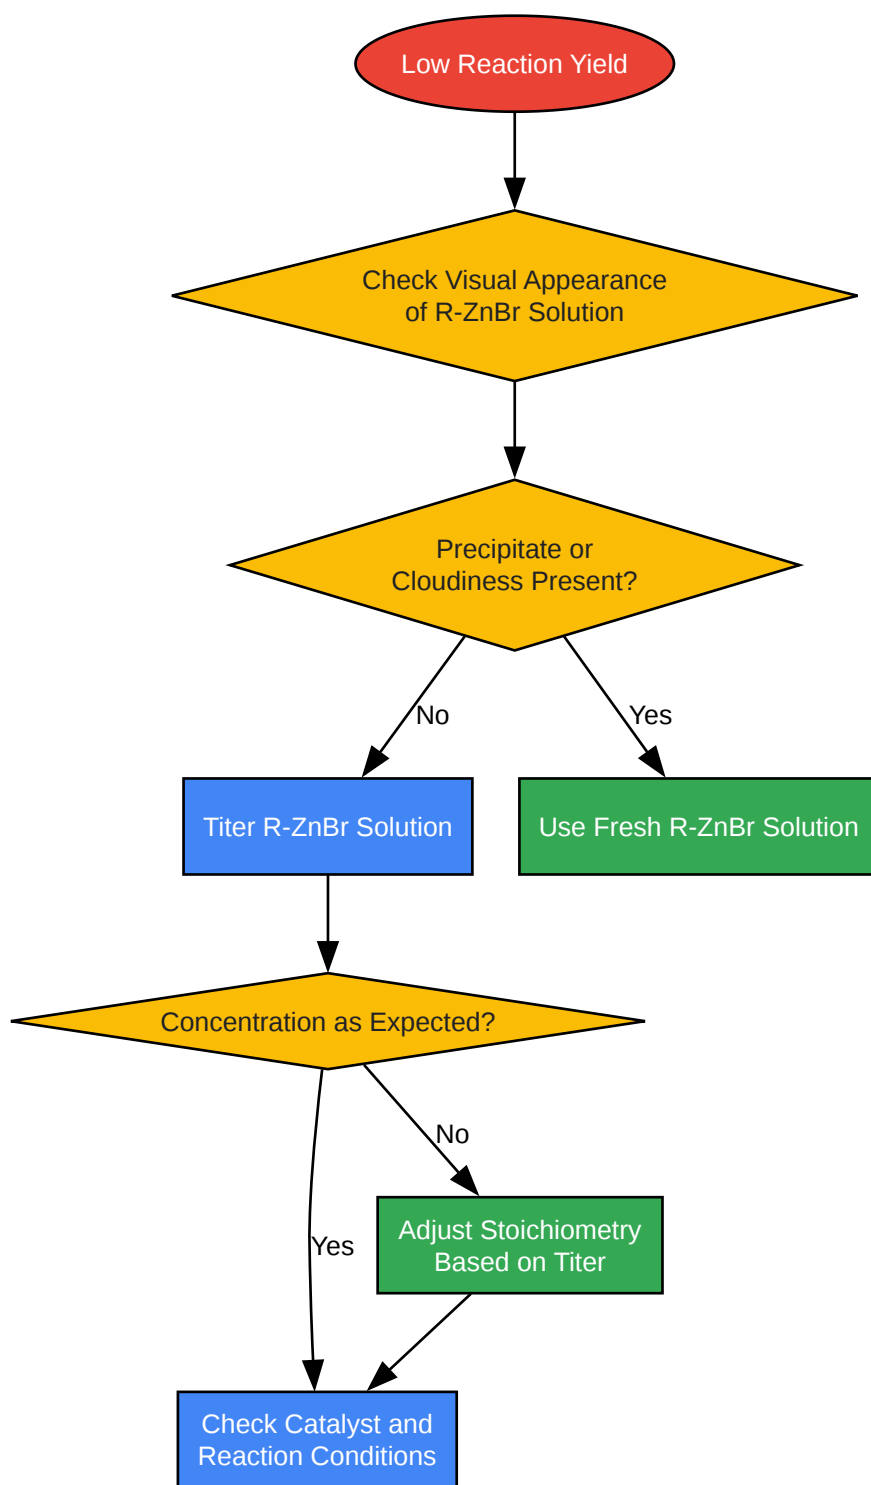 Low Reaction Yield
Check Visual Appearance
of R-ZnBr Solution
Precipitate or
Cloudiness Present?
No
Yes
Titer R-ZnBr Solution
Use Fresh R-ZnBr Solution
Concentration as Expected?
No
Adjust Stoichiometry
Based on Titer
Yes
Check Catalyst and
Reaction Conditions